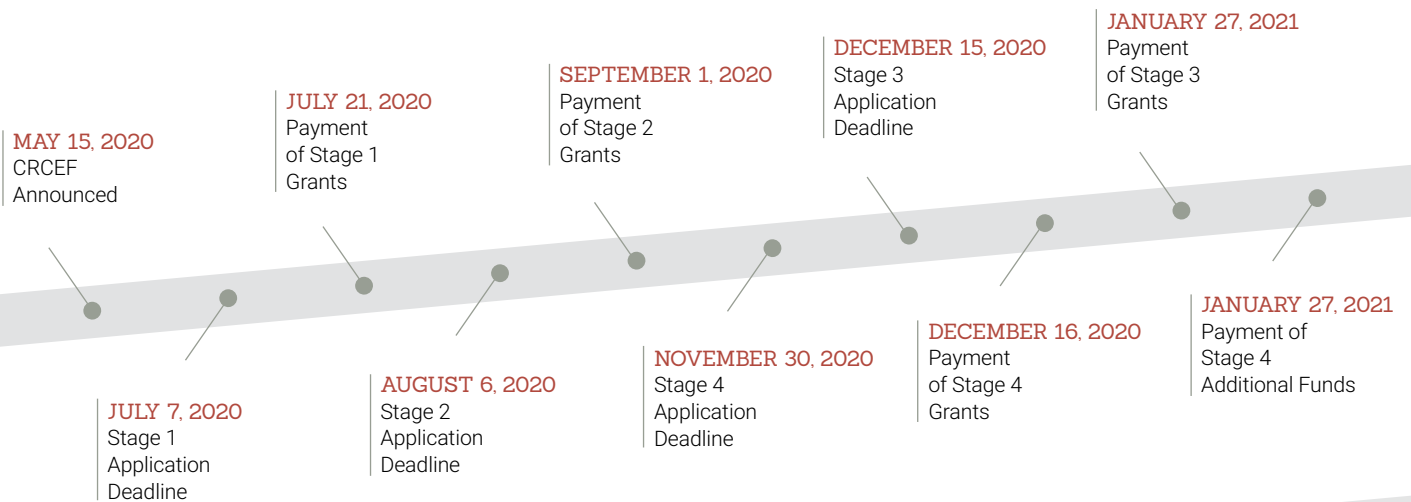 MAY 15, 2020
CRCEF
Announced
JULY 7, 2020
Stage 1
Application
Deadline
JULY 21, 2020
Payment
of Stage 1
Grants
AUGUST 6, 2020
Stage 2
Application
Deadline
SEPTEMBER 1, 2020
Payment
of Stage 2
Grants
NOVEMBER 30, 2020
Stage 4
Application
Deadline
DECEMBER 15, 2020
Stage 3
Application
Deadline
DECEMBER 16, 2020
Payment
of Stage 4
Grants
JANUARY 27, 2021
Payment
of Stage 3
Grants
JANUARY 27, 2021
Payment of
Stage 4
Additional Funds